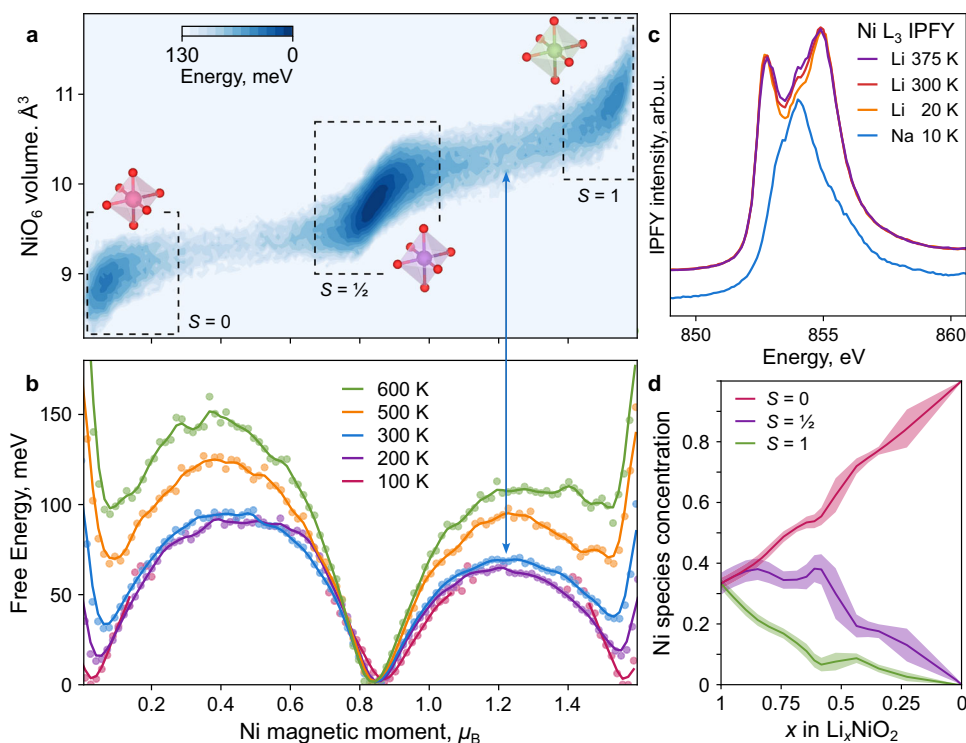 a
130 0
Energy, meV
NiO6 volume. Å3
11
10
9
S = 0
S = ½
S = 1
b
Free Energy, meV
150
100
50
0
600 K
500 K
300 K
200 K
100 K
0.2 0.4 0.6 0.8 1.0 1.2 1.4
Ni magnetic moment, μB
c
Ni L3 IPFY
Li 375 K
Li 300 K
Li 20 K
Na 10 K
IPFY intensity, arb.u.
850 855 860
Energy, eV
d
S = 0
S = ½
S = 1
Ni species concentration
0.8
0.6
0.4
0.2
0
1 0.75 0.5 0.25 0
x in LixNiO2